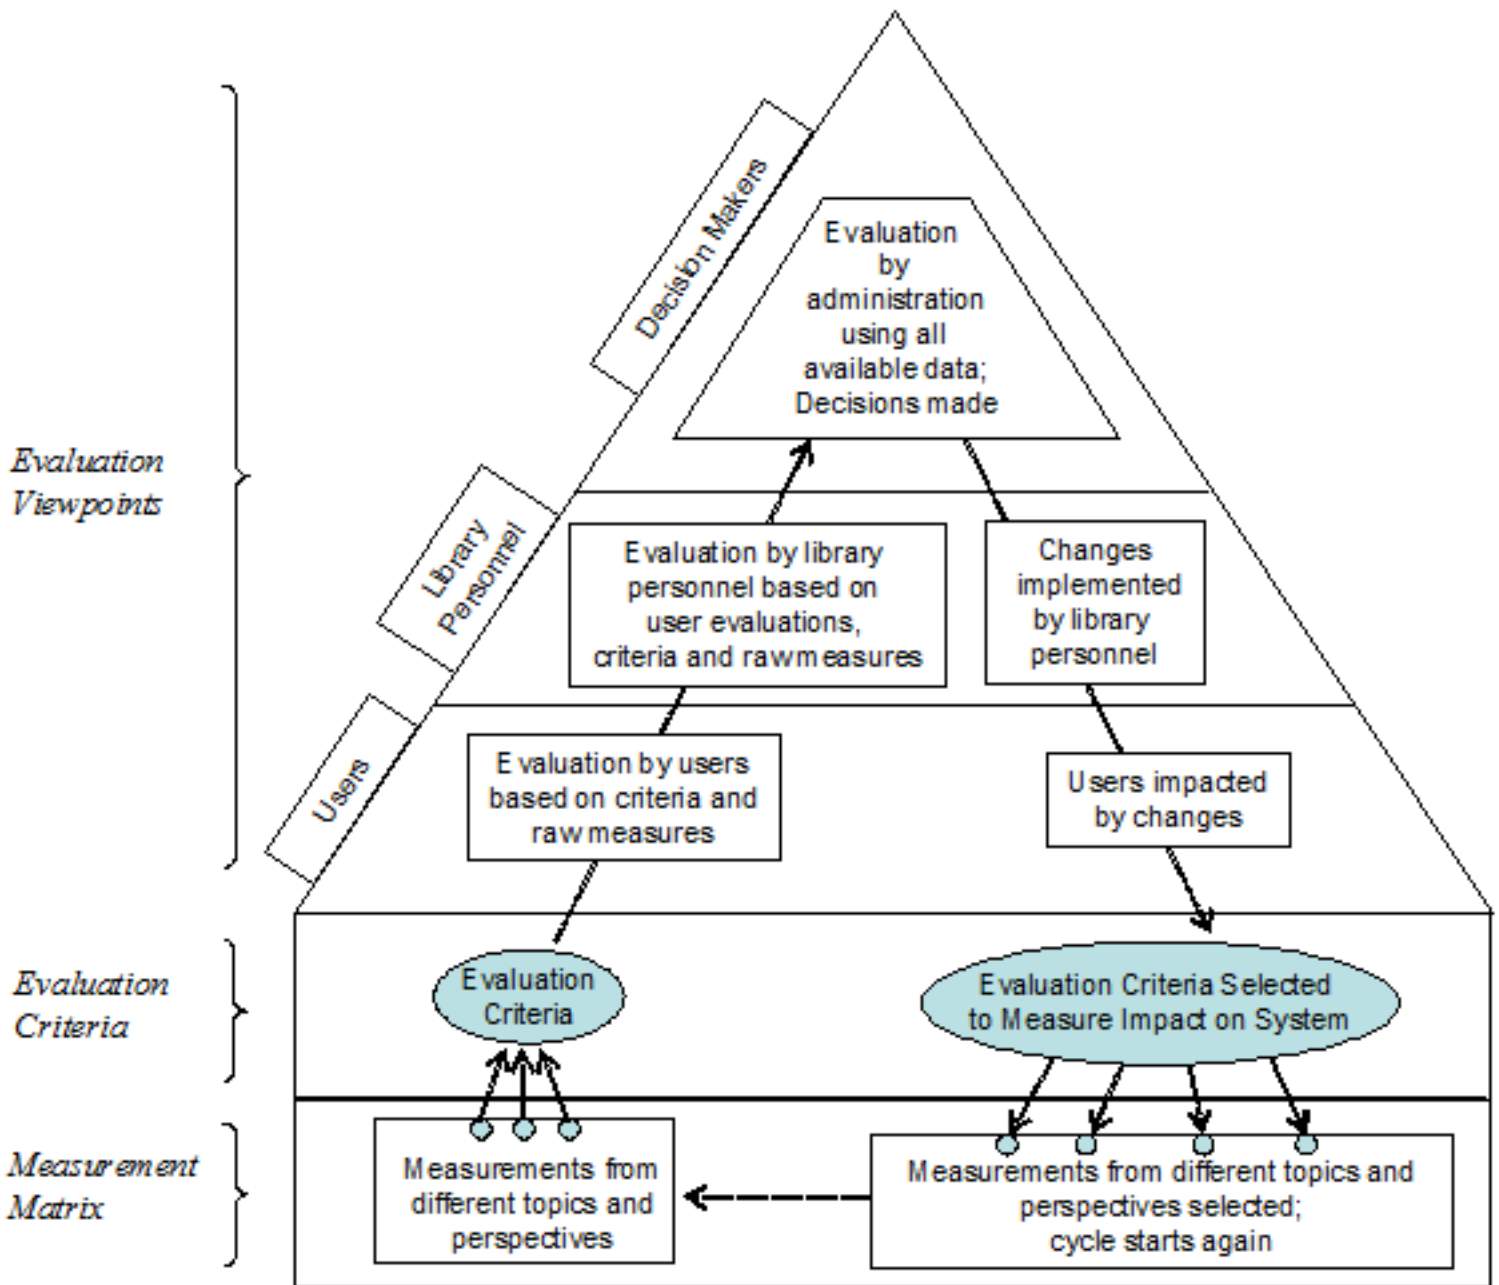 Decision Makers
Evaluation
by
administration
using all
available data;
Decisions made
Evaluation
Viewpoints
Library
Personnel
Evaluation by library
personnel based on
user evaluations,
criteria and raw measures
Changes
implemented
by library
personnel
Users
Evaluation by users
based on criteria and
raw measures
Users impacted
by changes
Evaluation
Criteria
Evaluation
Criteria
Evaluation Criteria Selected
to Measure Impact on System
Measurement
Matrix
Measurements from
different topics and
perspectives
Measurements from different topics and
perspectives selected;
cycle starts again